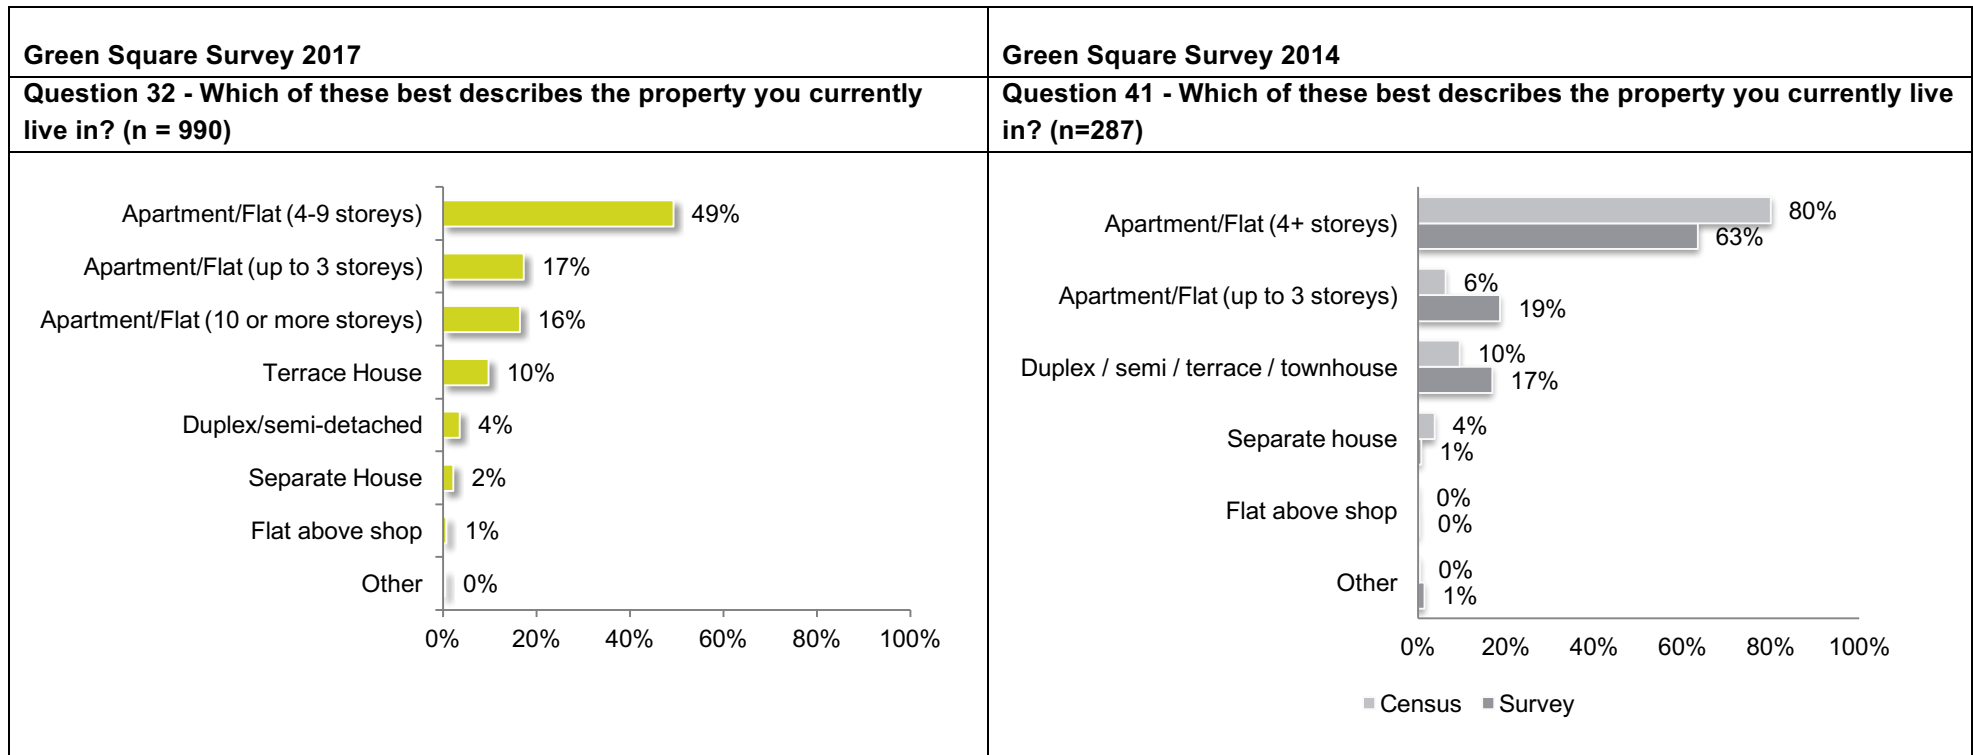 Green Square Survey 2017
Question 32 - Which of these best describes the property you currently
live in? (n = 990)
Apartment/Flat (4-9 storeys) 49%
Apartment/Flat (up to 3 storeys) 17%
Apartment/Flat (10 or more storeys) 16%
Terrace House 10%
Duplex/semi-detached 4%
Separate House 2%
Flat above shop 1%
Other 0%
0% 20% 40% 60% 80% 100%
Green Square Survey 2014
Question 41 - Which of these best describes the property you currently live
in? (n=287)
Apartment/Flat (4+ storeys)
80%
63%
Apartment/Flat (up to 3 storeys)
6%
19%
Duplex / semi / terrace / townhouse
10%
17%
Separate house
4%
1%
Flat above shop
0%
0%
Other
0%
1%
0% 20% 40% 60% 80% 100%
Census Survey